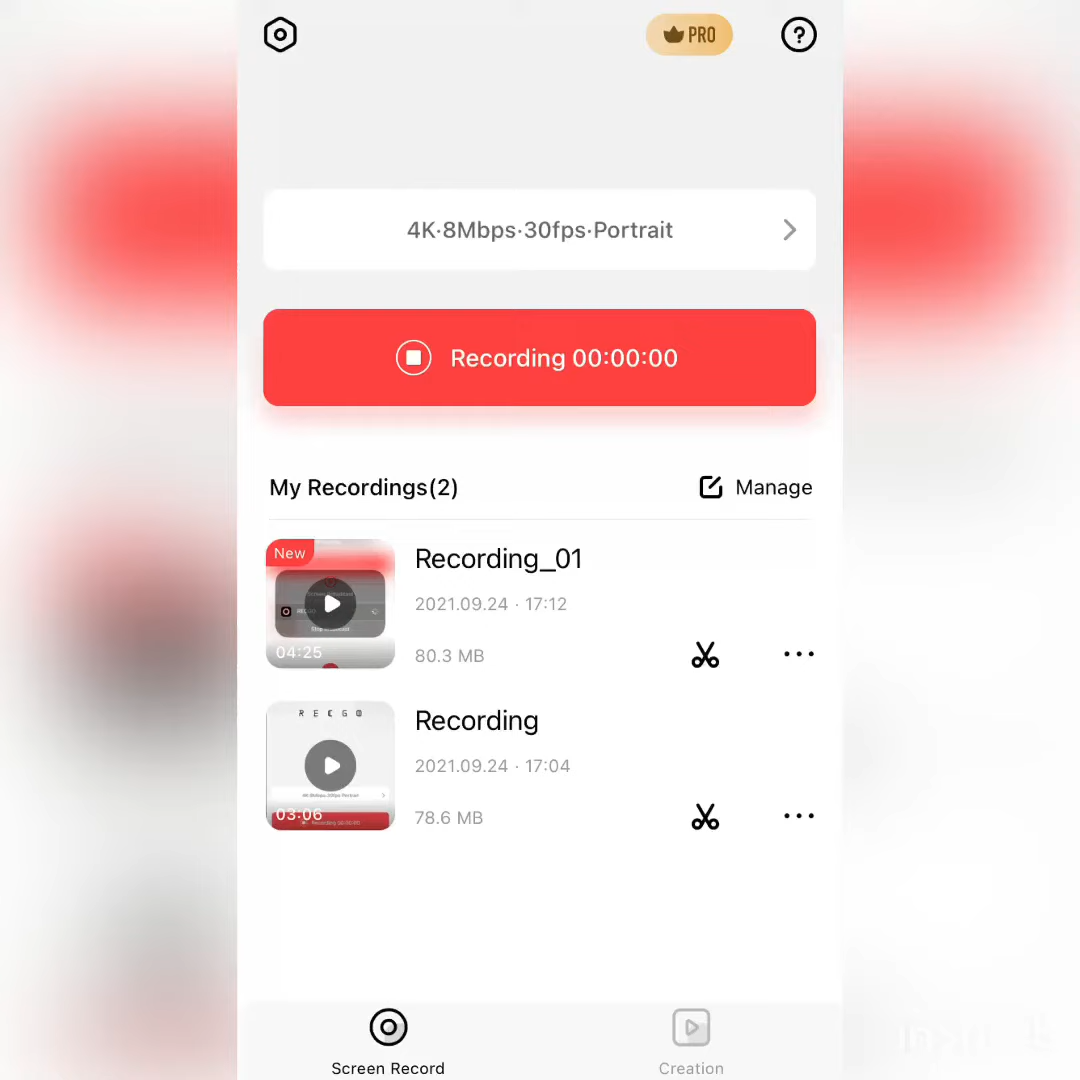 PRO
?
4K·8Mbps·30fps·Portrait
Recording 00:00:00
My Recordings(2)
Manage
New
04:25
Recording_01
2021.09.24 · 17:12
80.3 MB
R E C G O
03:06
Recording
2021.09.24 · 17:04
78.6 MB
Screen Record
Creation